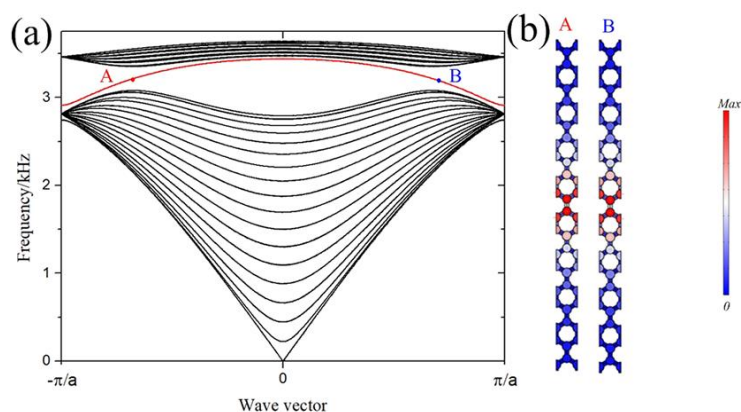 (a)
A
B
3
2
1
0
Frequency/kHz
-π/a
0
π/a
Wave vector
(b)
A
B
Max
0